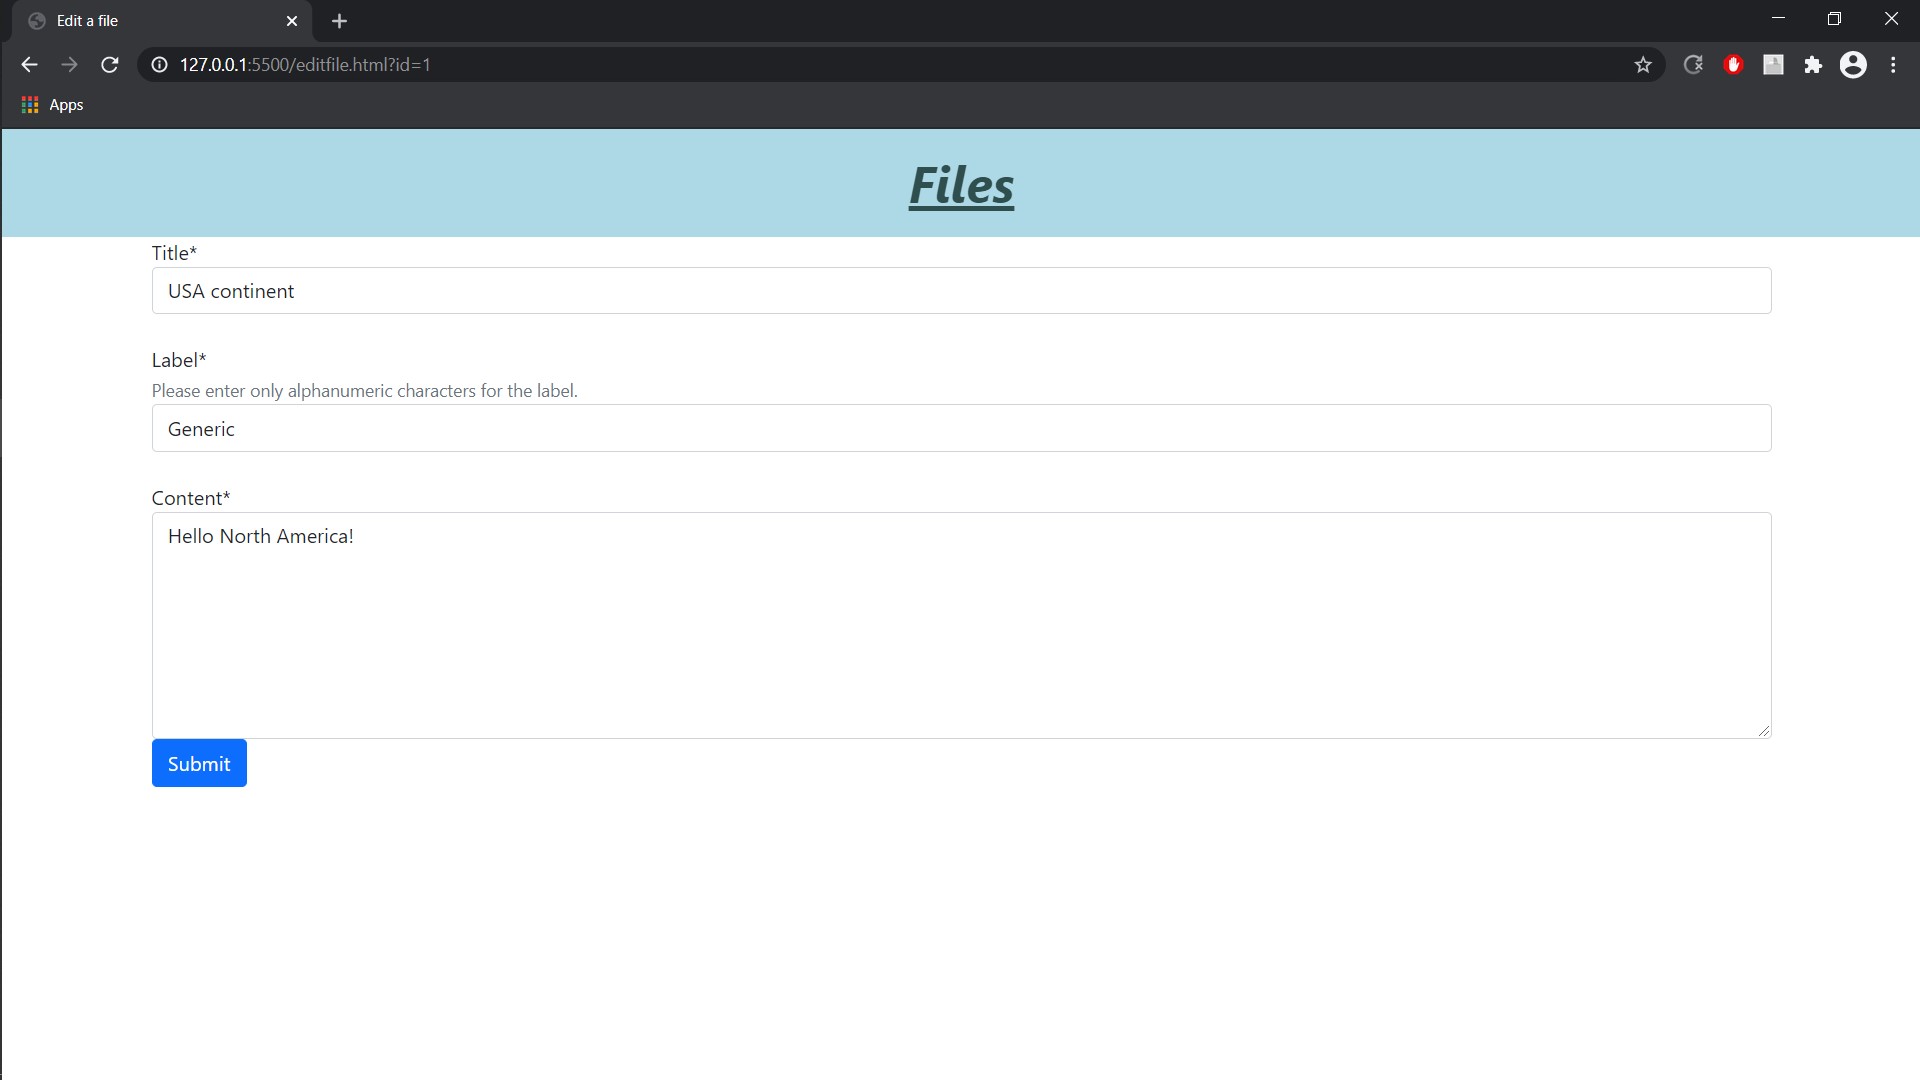 Edit a file
127.0.0.1:5500/editfile.html?id=1
Apps
Files
Title*
USA continent
Label*
Please enter only alphanumeric characters for the label.
Generic
Content*
Hello North America!
Submit